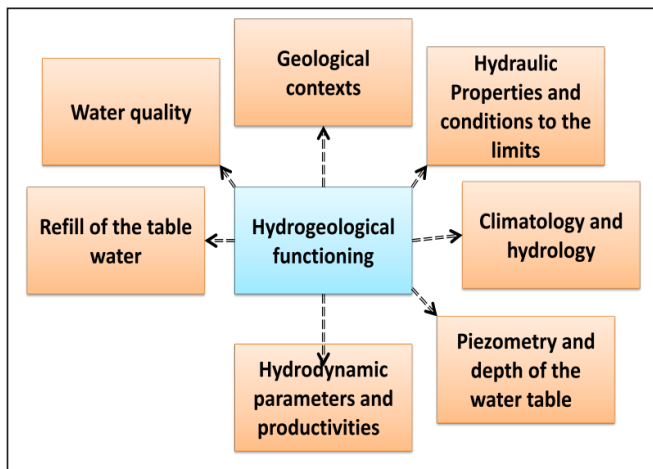 Geological
contexts
Hydraulic
Properties and
conditions to the
limits
Water quality
Refill of the table
water
Hydrogeological
functioning
Climatology and
hydrology
Hydrodynamic
parameters and
productivities
Piezometry and
depth of the
water table